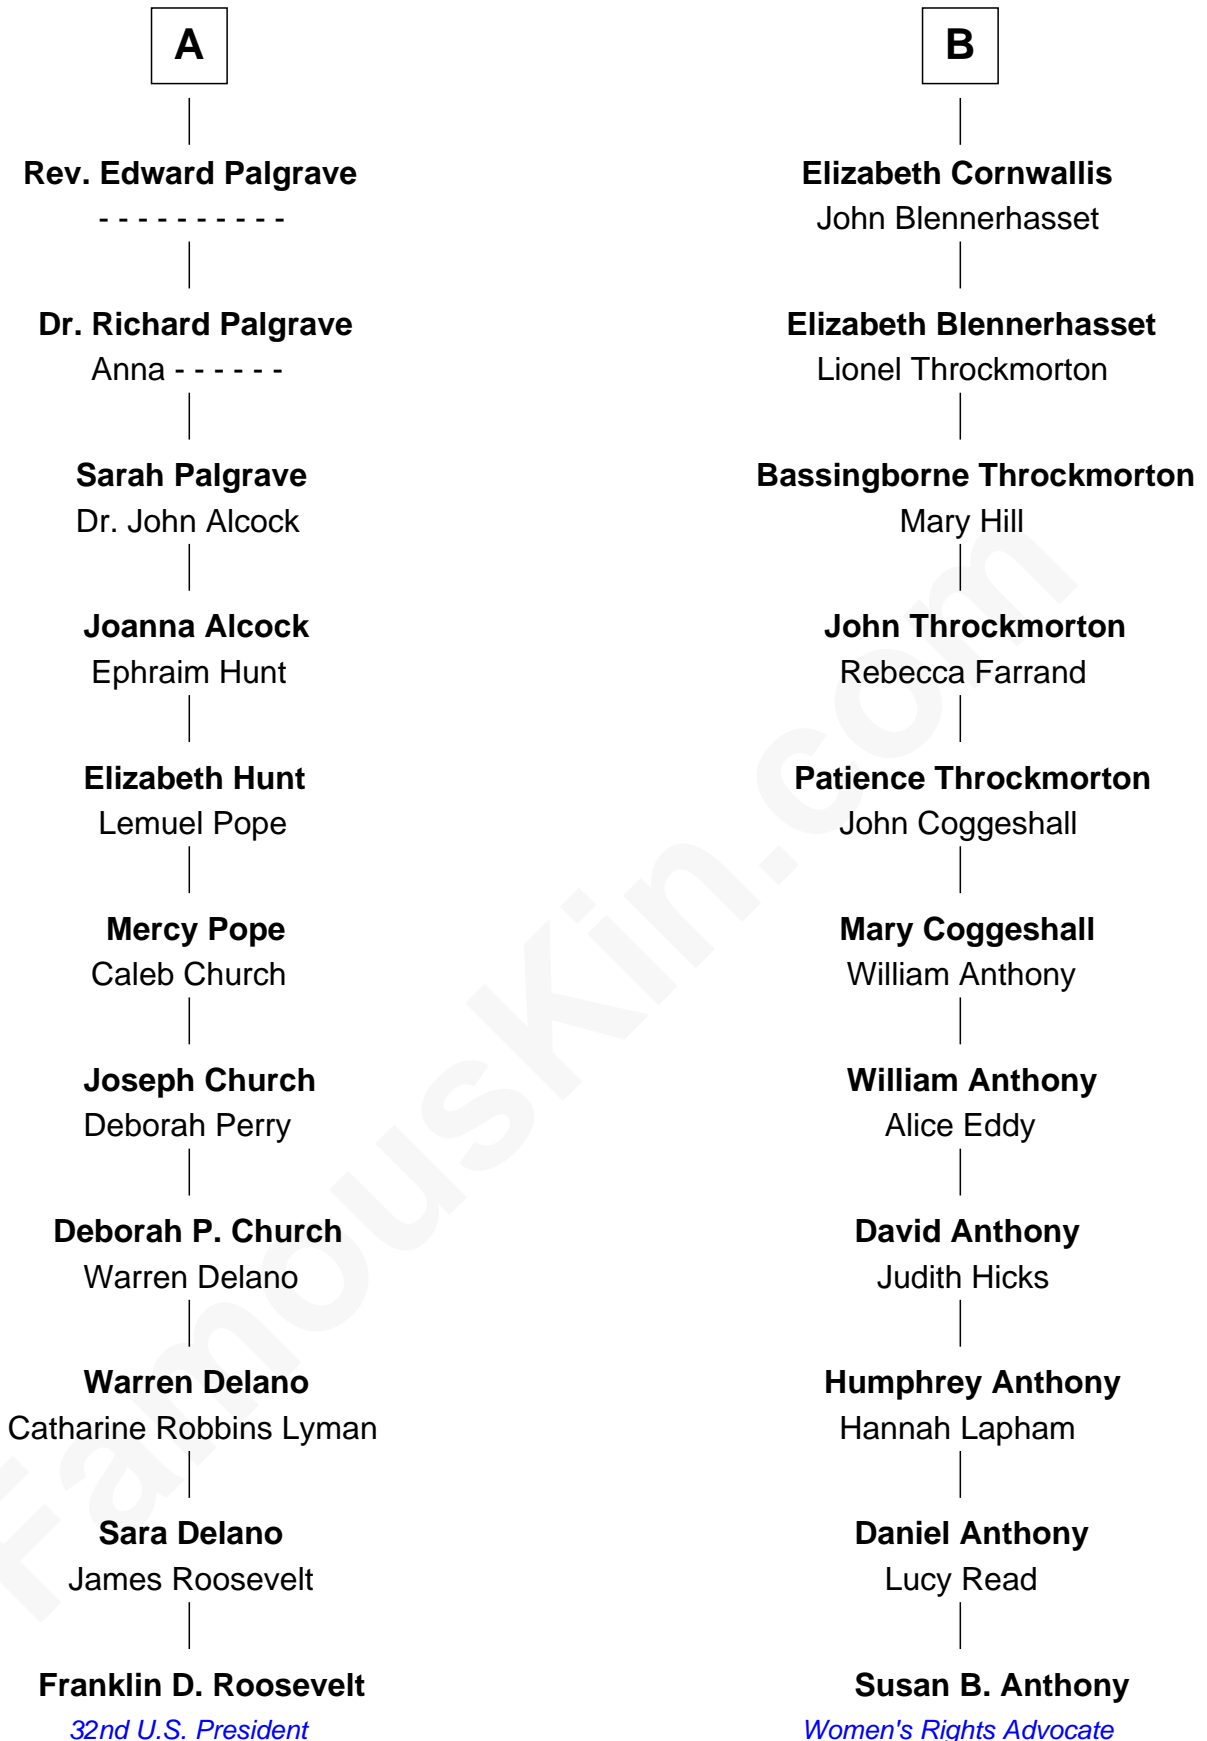 A
Rev. Edward Palgrave
- - - - - - - - - -
Dr. Richard Palgrave
Anna - - - - - -
Sarah Palgrave
Dr. John Alcock
Joanna Alcock
Ephraim Hunt
Elizabeth Hunt
Lemuel Pope
Mercy Pope
Caleb Church
Joseph Church
Deborah Perry
Deborah P. Church
Warren Delano
Warren Delano
Catharine Robbins Lyman
Sara Delano
James Roosevelt
Franklin D. Roosevelt
32nd U.S. President
B
Elizabeth Cornwallis
John Blennerhasset
Elizabeth Blennerhasset
Lionel Throckmorton
Bassingborne Throckmorton
Mary Hill
John Throckmorton
Rebecca Farrand
Patience Throckmorton
John Coggeshall
Mary Coggeshall
William Anthony
William Anthony
Alice Eddy
David Anthony
Judith Hicks
Humphrey Anthony
Hannah Lapham
Daniel Anthony
Lucy Read
Susan B. Anthony
Women's Rights Advocate
FamousKin.com